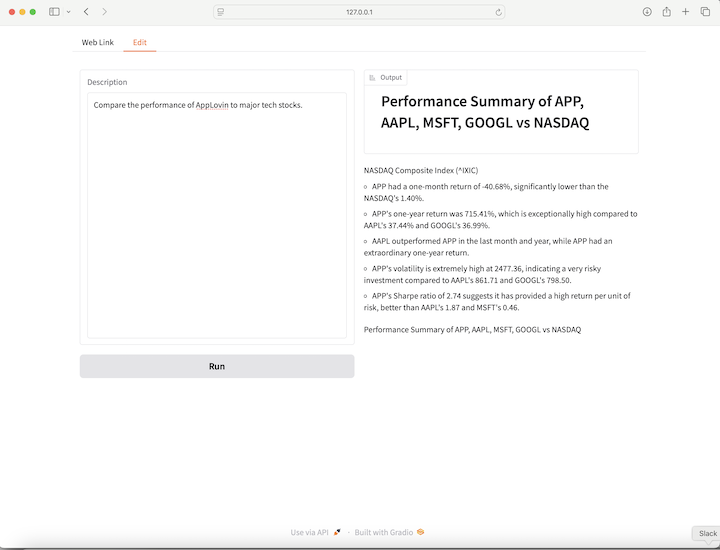 127.0.0.1
Web Link
Edit
Description
Compare the performance of AppLovin to major tech stocks.
Run
Output
Performance Summary of APP,
AAPL, MSFT, GOOGL vs NASDAQ
NASDAQ Composite Index (^IXIC)
APP had a one-month return of -40.68%, significantly lower than the
NASDAQ's 1.40%.
APP's one-year return was 715.41%, which is exceptionally high compared to
AAPL's 37.44% and GOOGL's 36.99%.
AAPL outperformed APP in the last month and year, while APP had an
extraordinary one-year return.
APP's volatility is extremely high at 2477.36, indicating a very risky
investment compared to AAPL's 861.71 and GOOGL's 798.50.
APP's Sharpe ratio of 2.74 suggests it has provided a high return per unit of
risk, better than AAPL's 1.87 and MSFT's 0.46.
Performance Summary of APP, AAPL, MSFT, GOOGL vs NASDAQ
Use via API · Built with Gradio
Slack